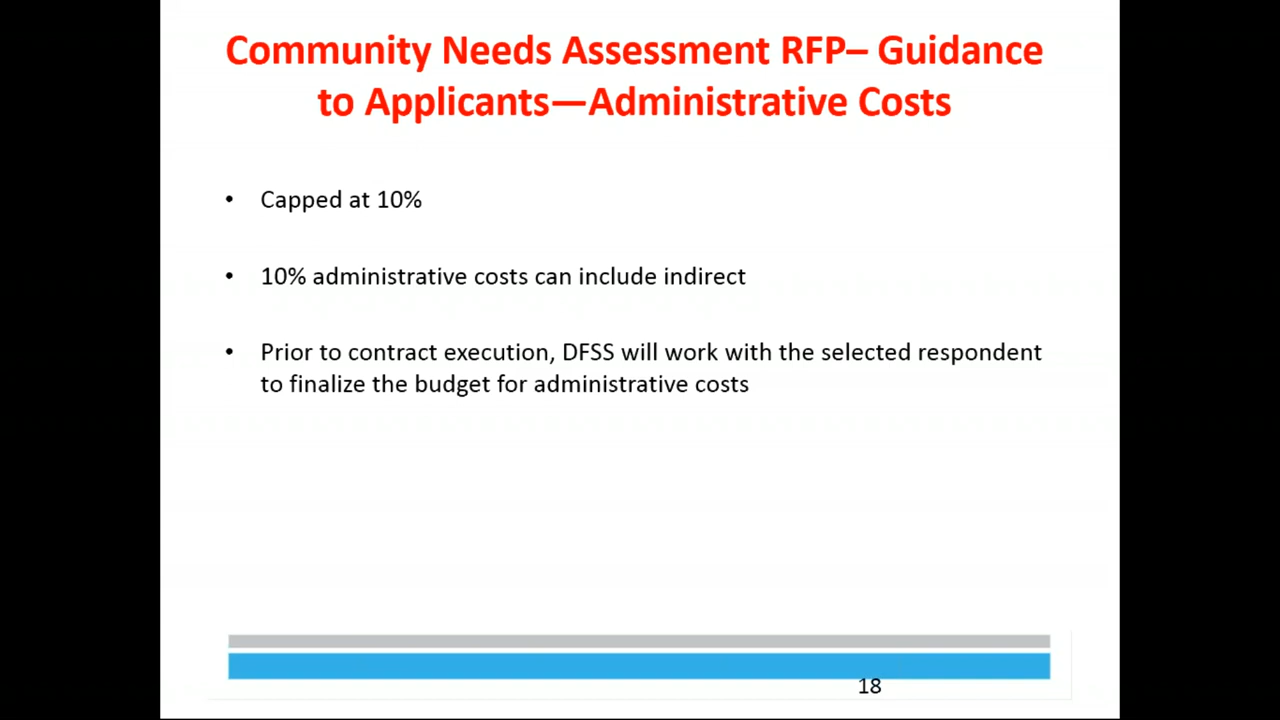 Community Needs Assessment RFP– Guidance
to Applicants—Administrative Costs
• Capped at 10%
• 10% administrative costs can include indirect
• Prior to contract execution, DFSS will work with the selected respondent
to finalize the budget for administrative costs
18